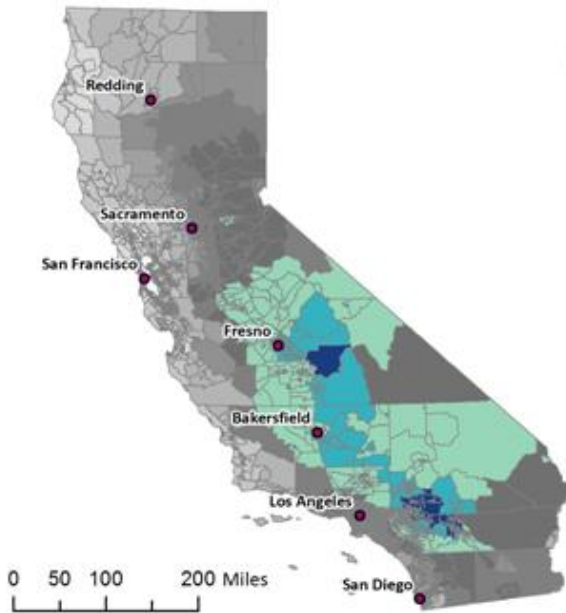 Redding
Sacramento
San Francisco
Fresno
Bakersfield
Los Angeles
San Diego
0 50 100 200 Miles